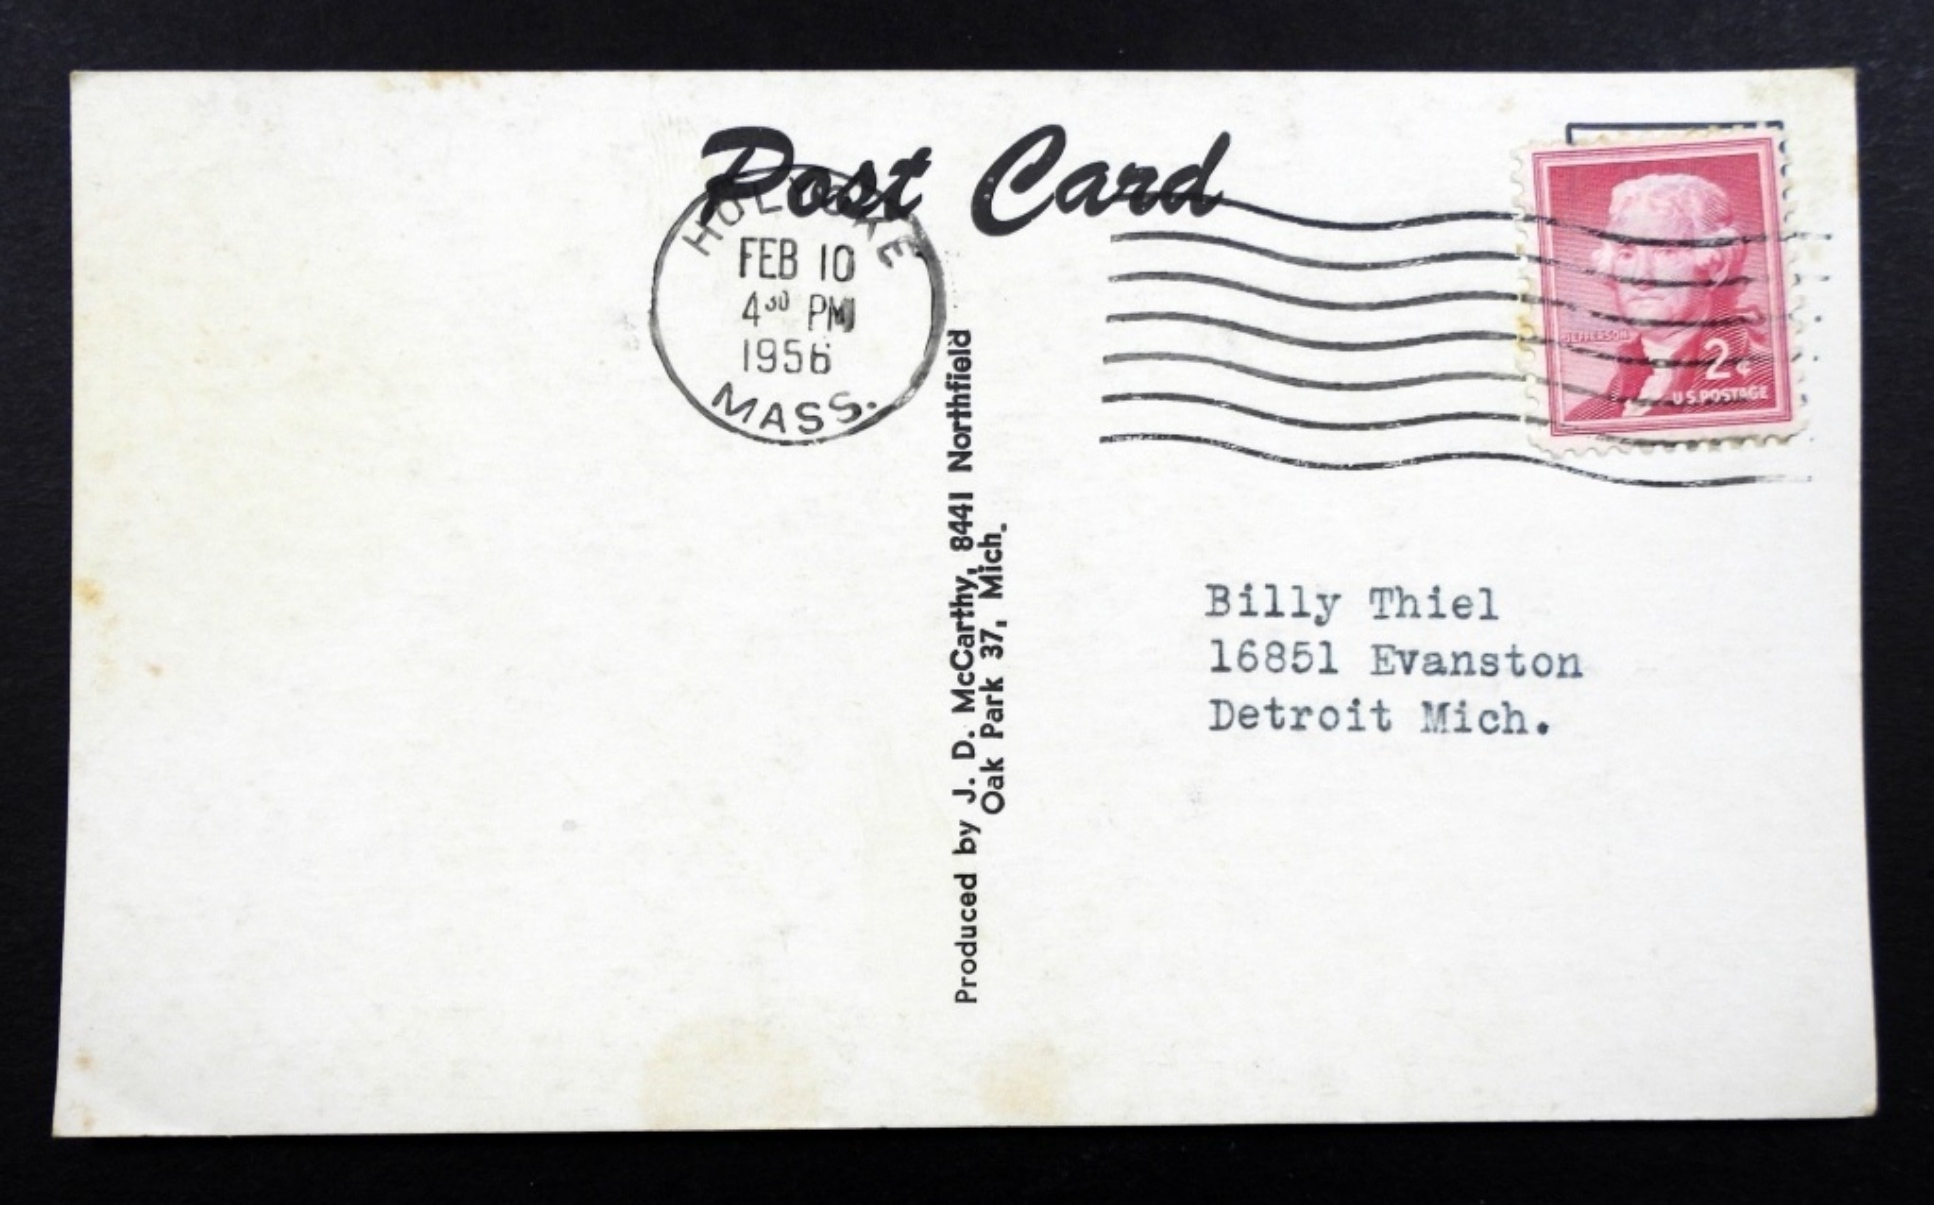 Post Card
HOLYOKE
FEB 10
4 30 PM
1956
MASS.
JEFFERSON
2¢
U.S. POSTAGE
Produced by J. D. McCarthy, 8441 Northfield
Oak Park 37, Mich.
Billy Thiel
16851 Evanston
Detroit Mich.